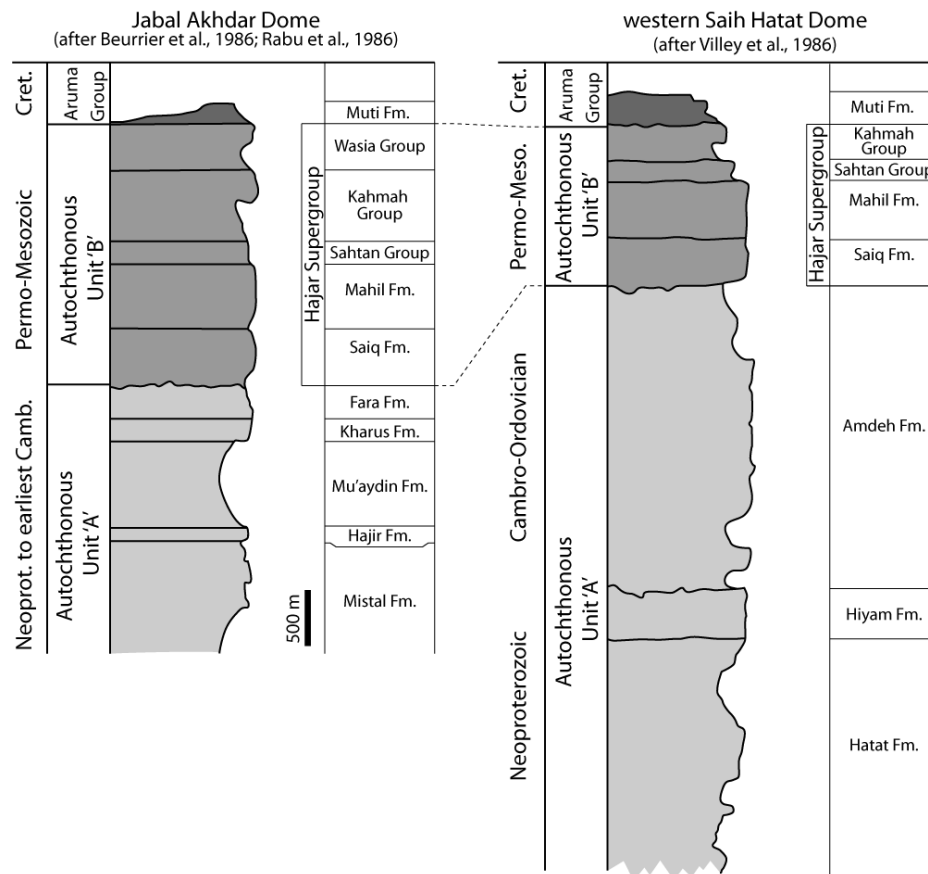 Jabal Akhdar Dome
(after Beurrier et al., 1986; Rabu et al., 1986)
Cret.
Aruma
Group
Muti Fm.
Permo-Mesozoic
Autochthonous
Unit 'B'
Hajar Supergroup
Wasia Group
Kahmah
Group
Sahtan Group
Mahil Fm.
Saiq Fm.
Neoprot. to earliest Camb.
Autochthonous
Unit 'A'
Fara Fm.
Kharus Fm.
Mu'aydin Fm.
Hajir Fm.
Mistal Fm.
500 m
western Saih Hatat Dome
(after Villey et al., 1986)
Cret.
Aruma
Group
Muti Fm.
Permo-Meso.
Autochthonous
Unit 'B'
Hajar Supergroup
Kahmah
Group
Sahtan Group
Mahil Fm.
Saiq Fm.
Cambro-Ordovician
Neoproterozoic
Autochthonous
Unit 'A'
Amdeh Fm.
Hiyam Fm.
Hatat Fm.